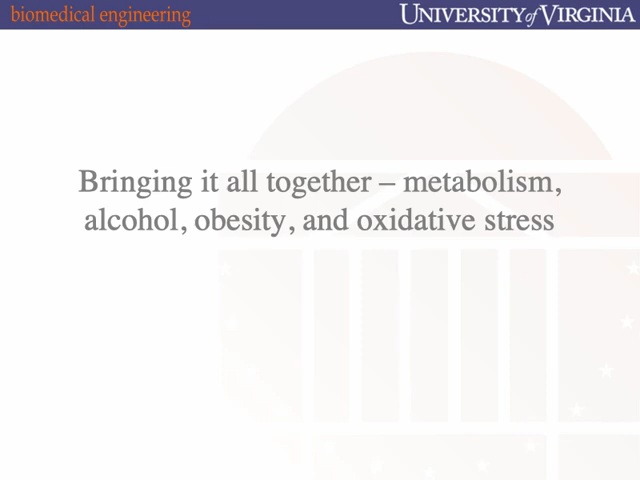 biomedical engineering
UNIVERSITY of VIRGINIA
Bringing it all together – metabolism,
alcohol, obesity, and oxidative stress